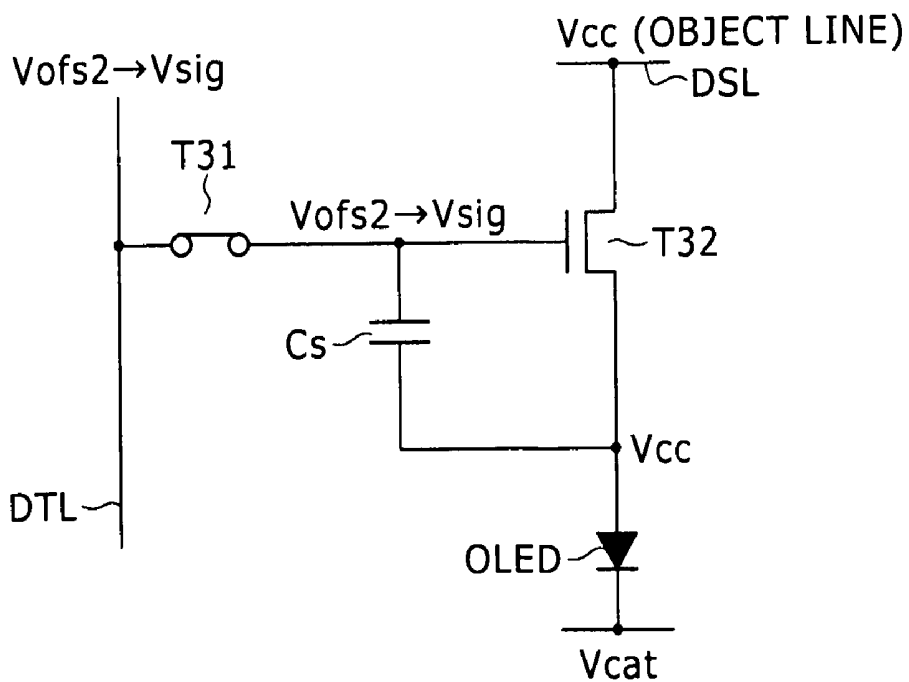 Vcc (OBJECT LINE)
Vofs2→Vsig
DSL
T31
Vofs2→Vsig
T32
Cs
Vcc
DTL
OLED
Vcat